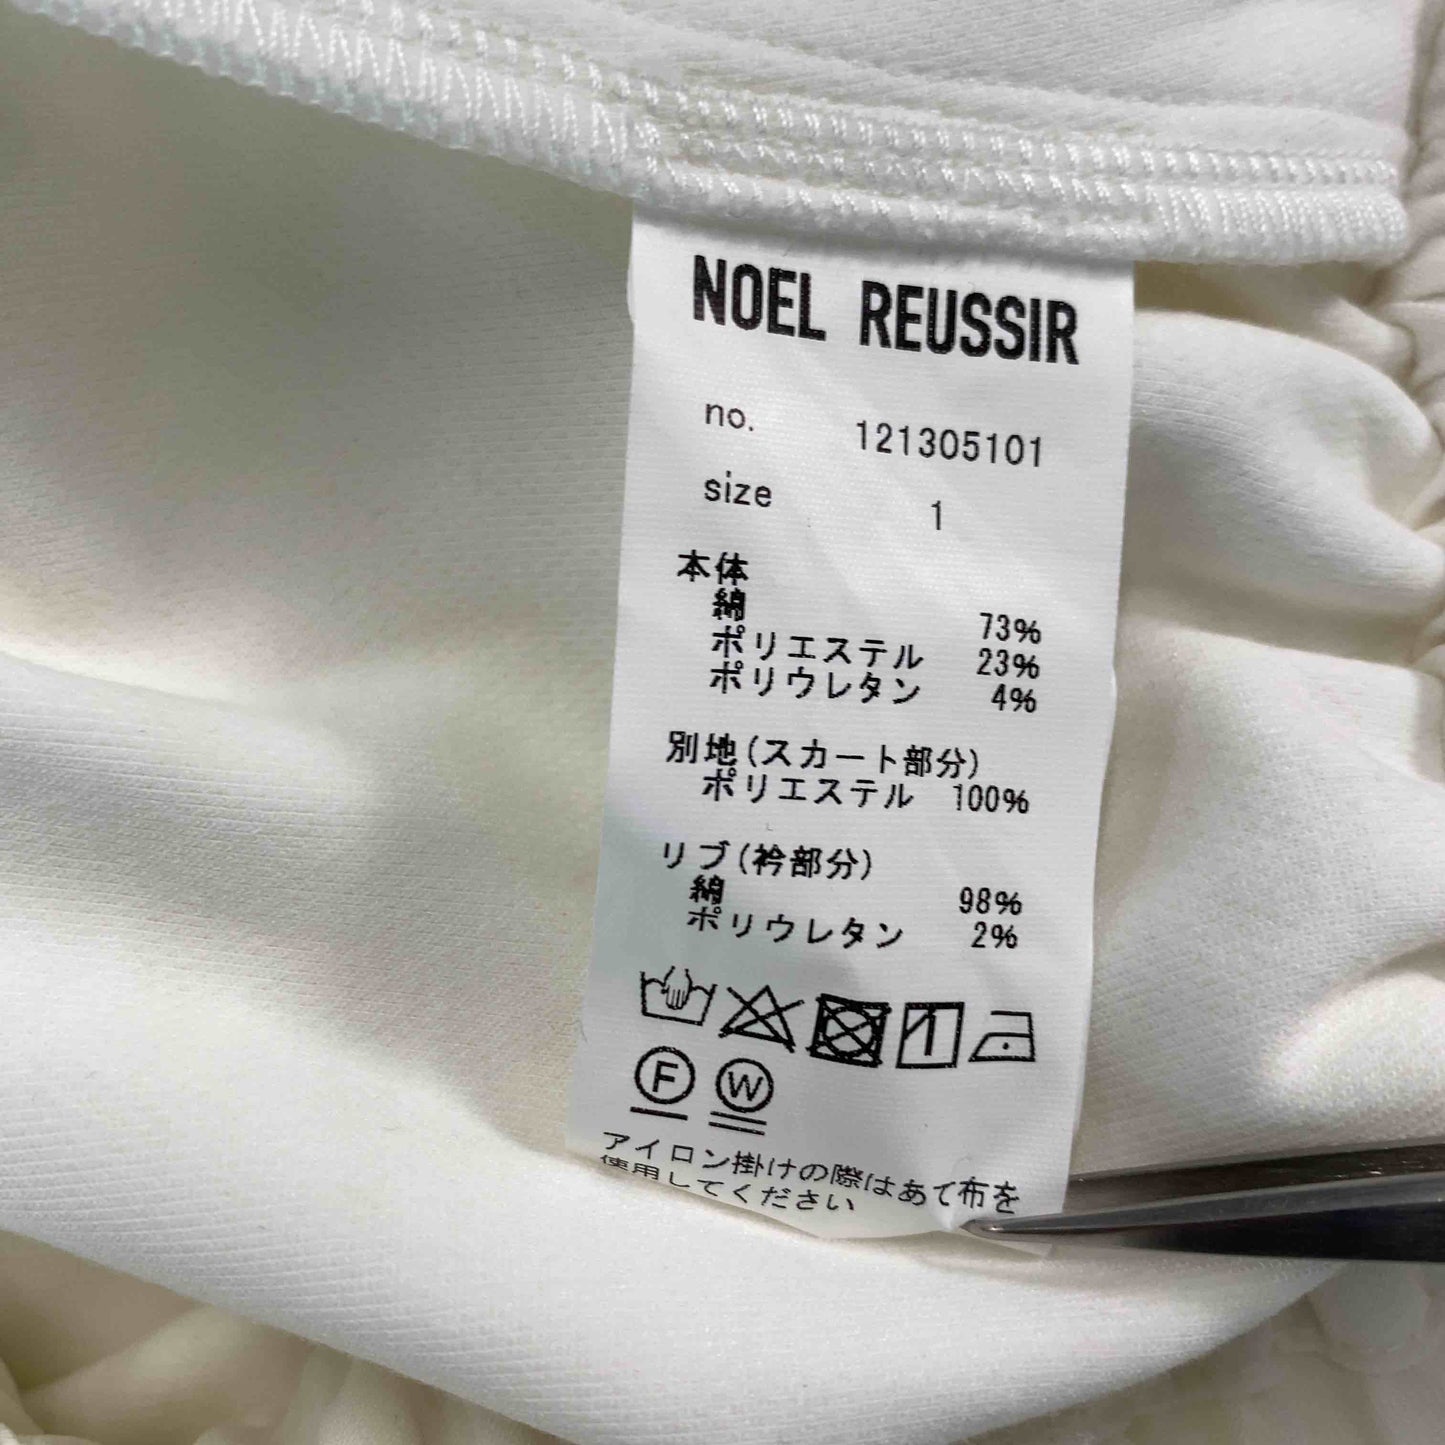 NOEL REUSSIR
no. 121305101
size 1
本体
綿 73%
ポリエステル 23%
ポリウレタン 4%
別地(スカート部分)
ポリエステル 100%
リブ(衿部分)
綿 98%
ポリウレタン 2%
F W
アイロン掛けの際はあて布を
使用してください